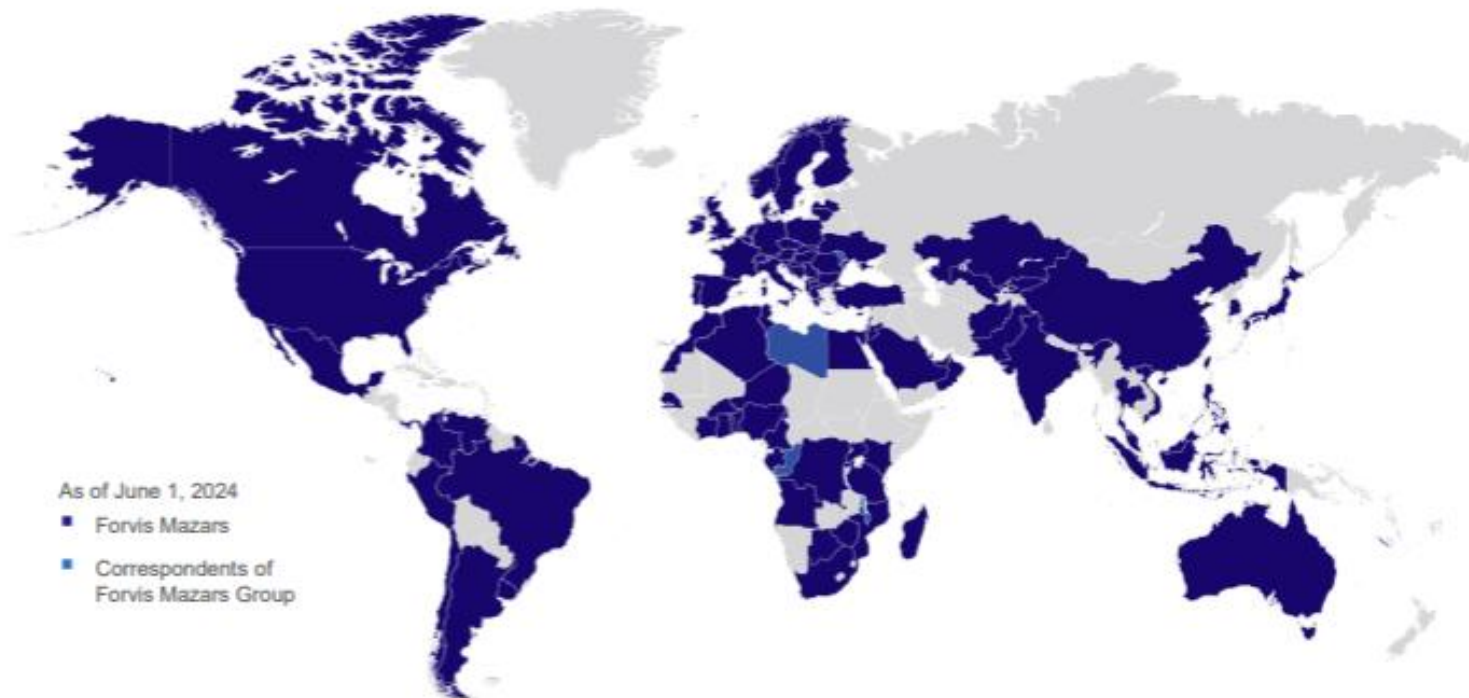 As of June 1, 2024
Forvis Mazars
Correspondents of
Forvis Mazars Group